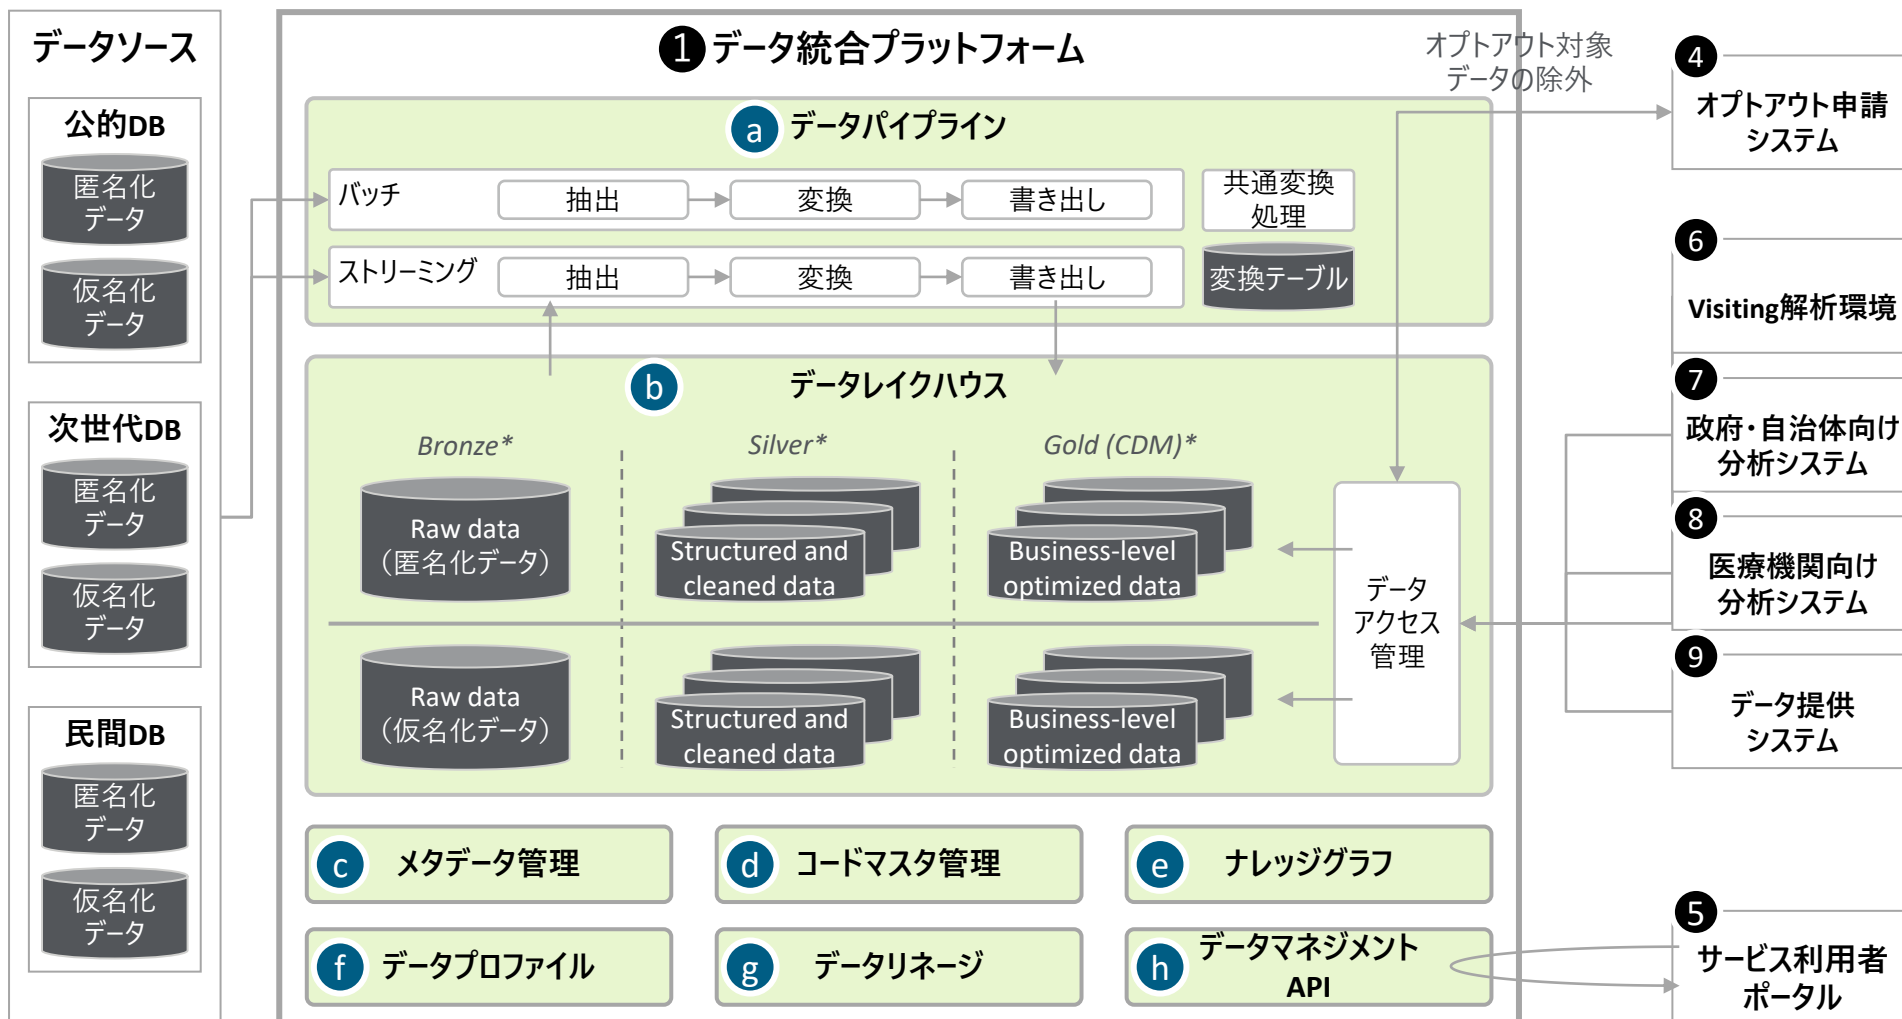 データソース
公的DB
匿名化
データ
仮名化
データ
次世代DB
匿名化
データ
仮名化
データ
民間DB
匿名化
データ
仮名化
データ
1 データ統合プラットフォーム
a データパイプライン
バッチ
抽出
変換
書き出し
共通変換
処理
ストリーミング
抽出
変換
書き出し
変換テーブル
b データレイクハウス
Bronze*
Silver*
Gold (CDM)*
Raw data
(匿名化データ)
Structured and
cleaned data
Business-level
optimized data
Raw data
(仮名化データ)
Structured and
cleaned data
Business-level
optimized data
データ
アクセス
管理
c メタデータ管理
d コードマスタ管理
e ナレッジグラフ
f データプロファイル
g データリネージ
h データマネジメント
API
オプトアウト対象
データの除外
4
オプトアウト申請
システム
6
Visiting解析環境
7
政府・自治体向け
分析システム
8
医療機関向け
分析システム
9
データ提供
システム
5
サービス利用者
ポータル